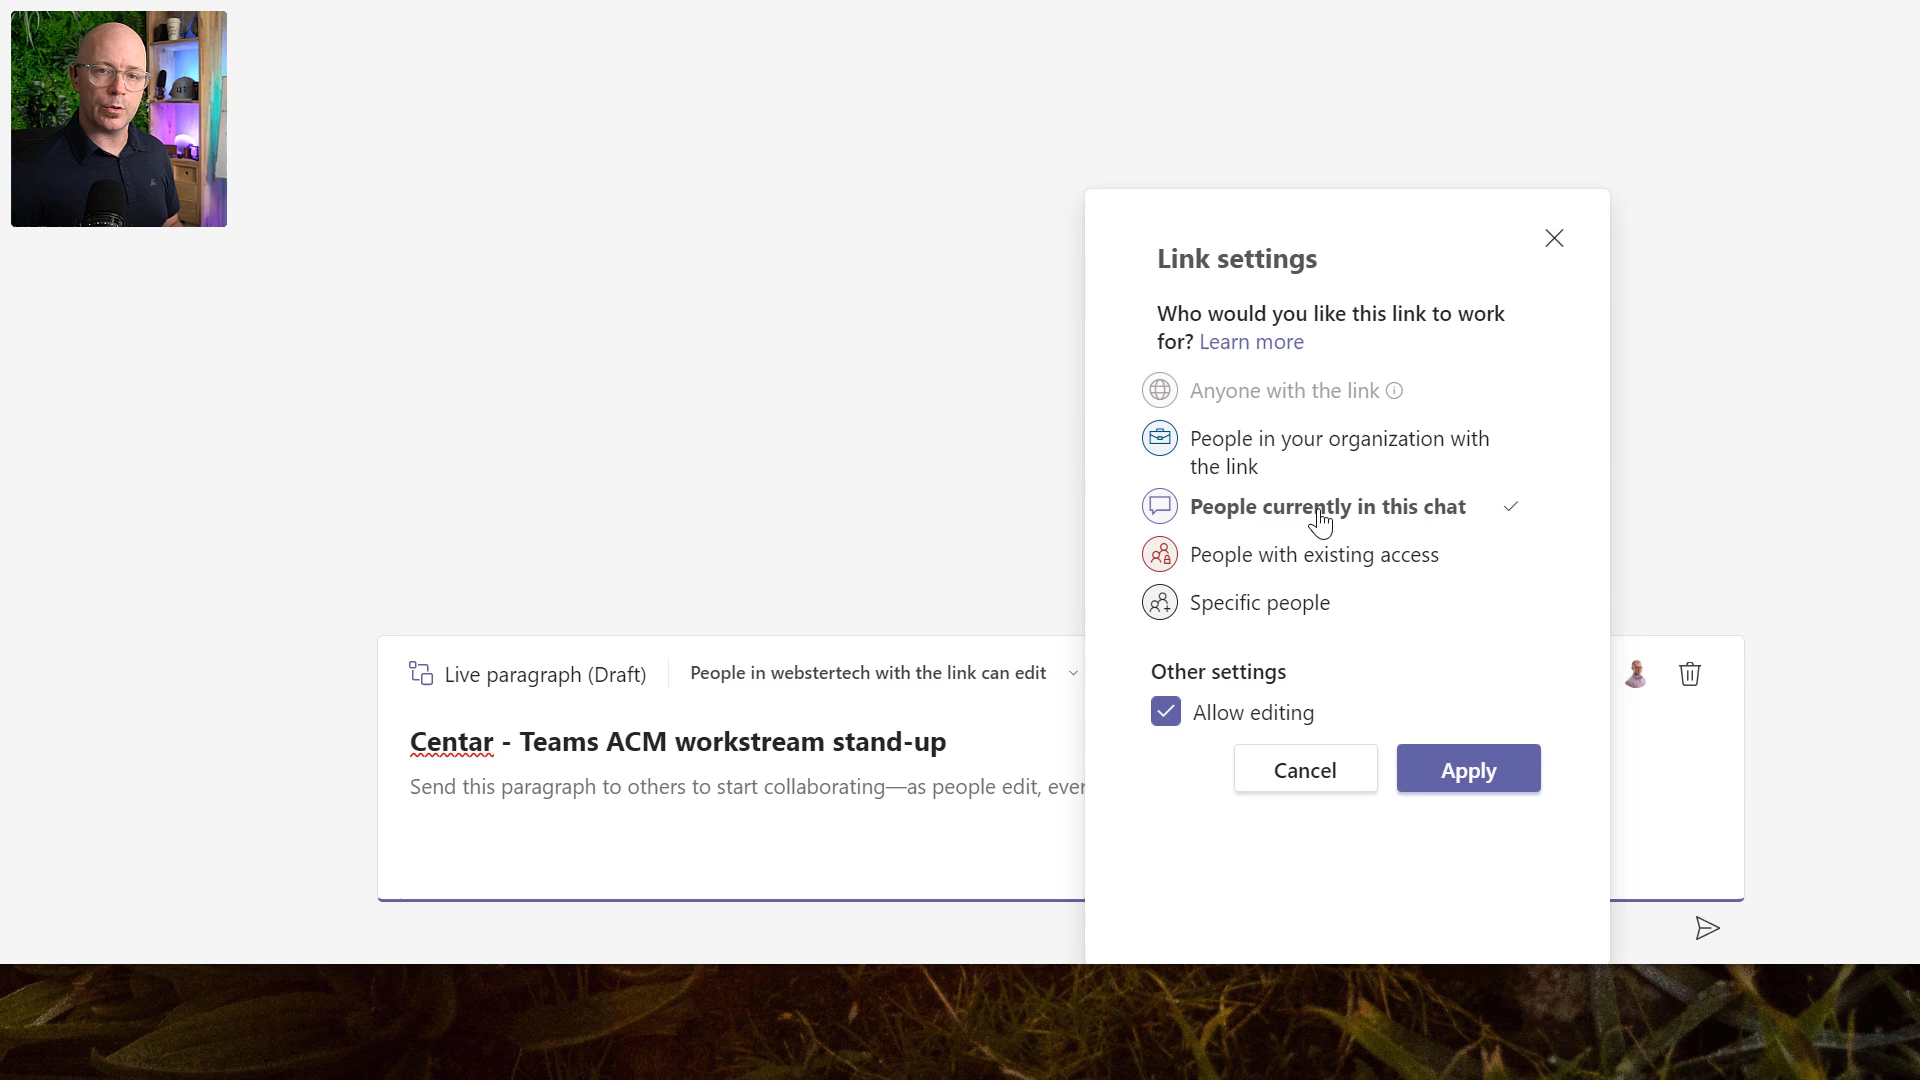 Link settings
Who would you like this link to work
for? Learn more
Anyone with the link
People in your organization with
the link
People currently in this chat
People with existing access
Specific people
Other settings
Allow editing
Cancel
Apply
Live paragraph (Draft)
People in webstertech with the link can edit
Centar - Teams ACM workstream stand-up
Send this paragraph to others to start collaborating—as people edit, ever